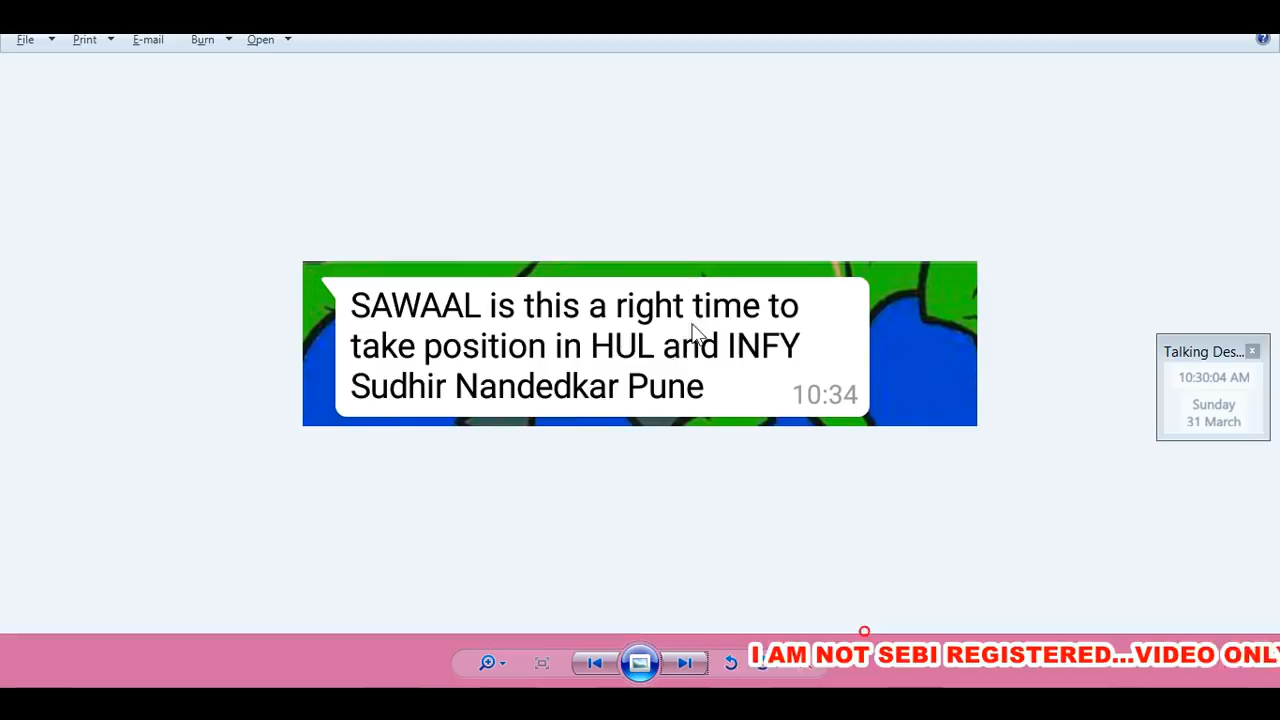 File Print E-mail Burn Open
SAWAAL is this a right time to
take position in HUL and INFY
Sudhir Nandedkar Pune
10:34
Talking Des...
10:30:04 AM
Sunday
31 March
I AM NOT SEBI REGISTERED...VIDEO ONLY